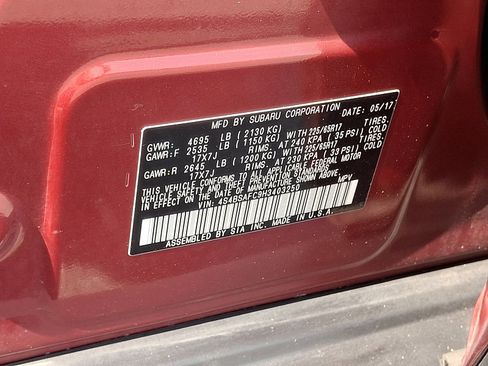 MFD BY SUBARU CORPORATION DATE: 05/17
GVWR: 4695 LB (2130 KG)
GAWR:F 2535 LB (1150 KG) WITH 225/65R17 TIRES.
17X7J RIMS. AT 240 KPA (35 PSI) COLD.
GAWR:R 2645 LB (1200 KG) WITH 225/65R17 TIRES.
17X7J RIMS. AT 230 KPA (33 PSI) COLD.
THIS VEHICLE CONFORMS TO ALL APPLICABLE FEDERAL MOTOR
VEHICLE SAFETY STANDARDS IN EFFECT ON THE
DATE OF MANUFACTURE SHOWN ABOVE.
VIN: 4S4BSAFC9H3403250 MPV
ASSEMBLED BY SIA INC. MADE IN U.S.A.